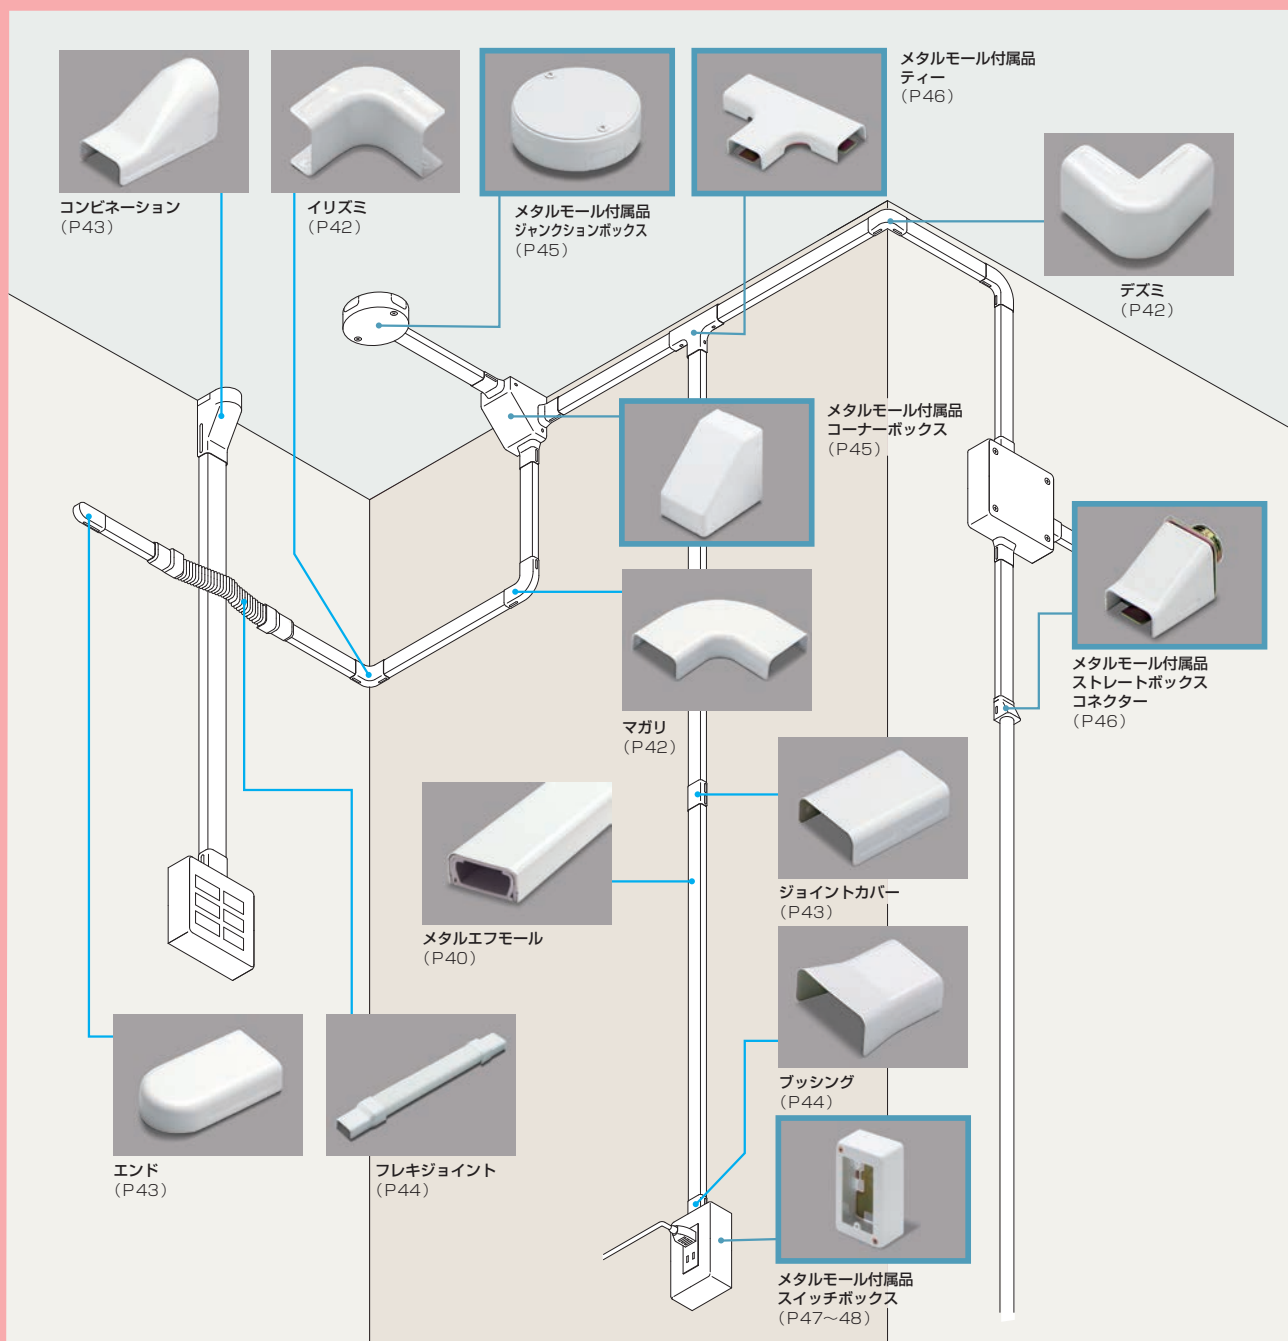 コンビネーション
（P43）
イリズミ
（P42）
メタルモール付属品
ジャンクションボックス
（P45）
メタルモール付属品
ティー
（P46）
デズミ
（P42）
メタルモール付属品
コーナーボックス
（P45）
マガリ
（P42）
メタルモール付属品
ストレートボックス
コネクター
（P46）
メタルエフモール
（P40）
ジョイントカバー
（P43）
ブッシング
（P44）
エンド
（P43）
フレキジョイント
（P44）
メタルモール付属品
スイッチボックス
（P47〜48）